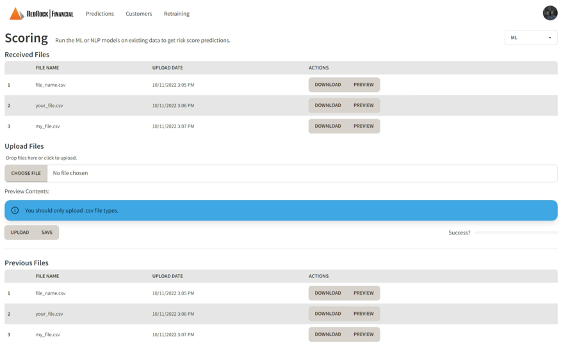 REDROCK | FINANCIAL Predictions Customers Retraining
Scoring Run the ML or NLP models on existing data to get risk score predictions. ML
Received Files
FILE NAME UPLOAD DATE ACTIONS
1 file_name.csv 10/11/2022 3:05 PM DOWNLOAD PREVIEW
2 your_file.csv 10/11/2022 3:06 PM DOWNLOAD PREVIEW
3 my_file.csv 10/11/2022 3:07 PM DOWNLOAD PREVIEW
Upload Files
Drop files here or click to upload.
CHOOSE FILE No file chosen
Preview Contents:
You should only upload .csv file types.
UPLOAD SAVE Success?
Previous Files
FILE NAME UPLOAD DATE ACTIONS
1 file_name.csv 10/11/2022 3:05 PM DOWNLOAD PREVIEW
2 your_file.csv 10/11/2022 3:06 PM DOWNLOAD PREVIEW
3 my_file.csv 10/11/2022 3:07 PM DOWNLOAD PREVIEW